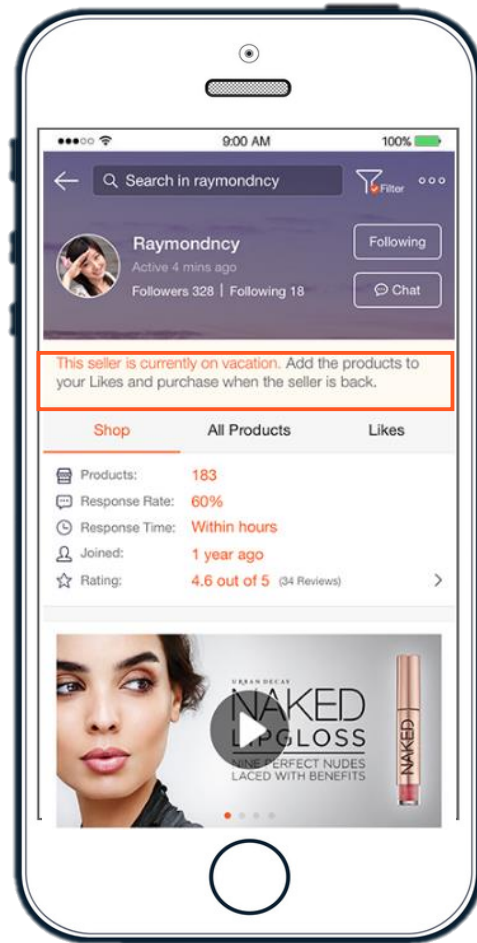 9:00 AM 100%
Search in raymondncy Filter
Raymondncy Following
Active 4 mins ago
Followers 328 | Following 18 Chat
This seller is currently on vacation. Add the products to
your Likes and purchase when the seller is back.
Shop All Products Likes
Products: 183
Response Rate: 60%
Response Time: Within hours
Joined: 1 year ago
Rating: 4.6 out of 5 (34 Reviews)
URBAN DECAY
NAKED
LIPGLOSS
NINE PERFECT NUDES
LACED WITH BENEFITS
NAKED